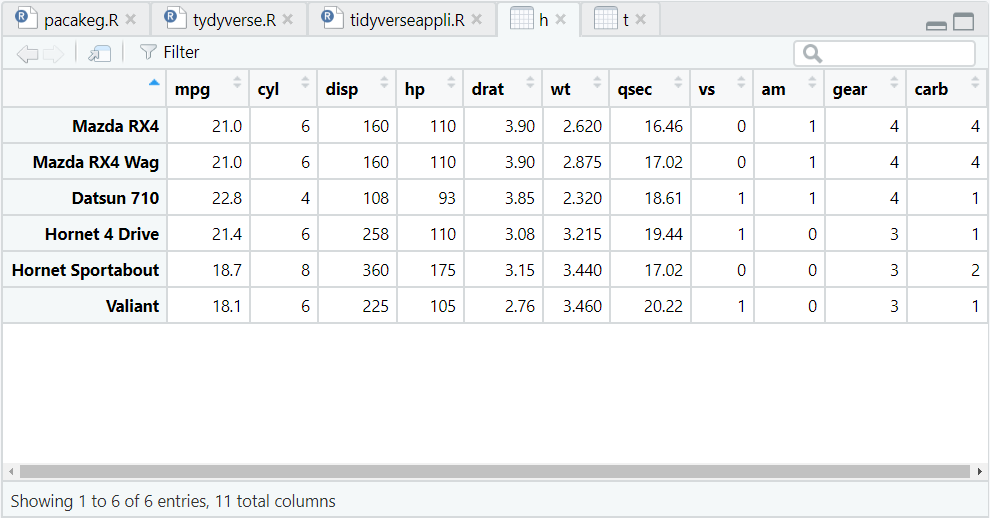 pacakeg.R tydyverse.R tidyverseappli.R h t
Filter
mpg cyl disp hp drat wt qsec vs am gear carb
Mazda RX4 21.0 6 160 110 3.90 2.620 16.46 0 1 4 4
Mazda RX4 Wag 21.0 6 160 110 3.90 2.875 17.02 0 1 4 4
Datsun 710 22.8 4 108 93 3.85 2.320 18.61 1 1 4 1
Hornet 4 Drive 21.4 6 258 110 3.08 3.215 19.44 1 0 3 1
Hornet Sportabout 18.7 8 360 175 3.15 3.440 17.02 0 0 3 2
Valiant 18.1 6 225 105 2.76 3.460 20.22 1 0 3 1
Showing 1 to 6 of 6 entries, 11 total columns